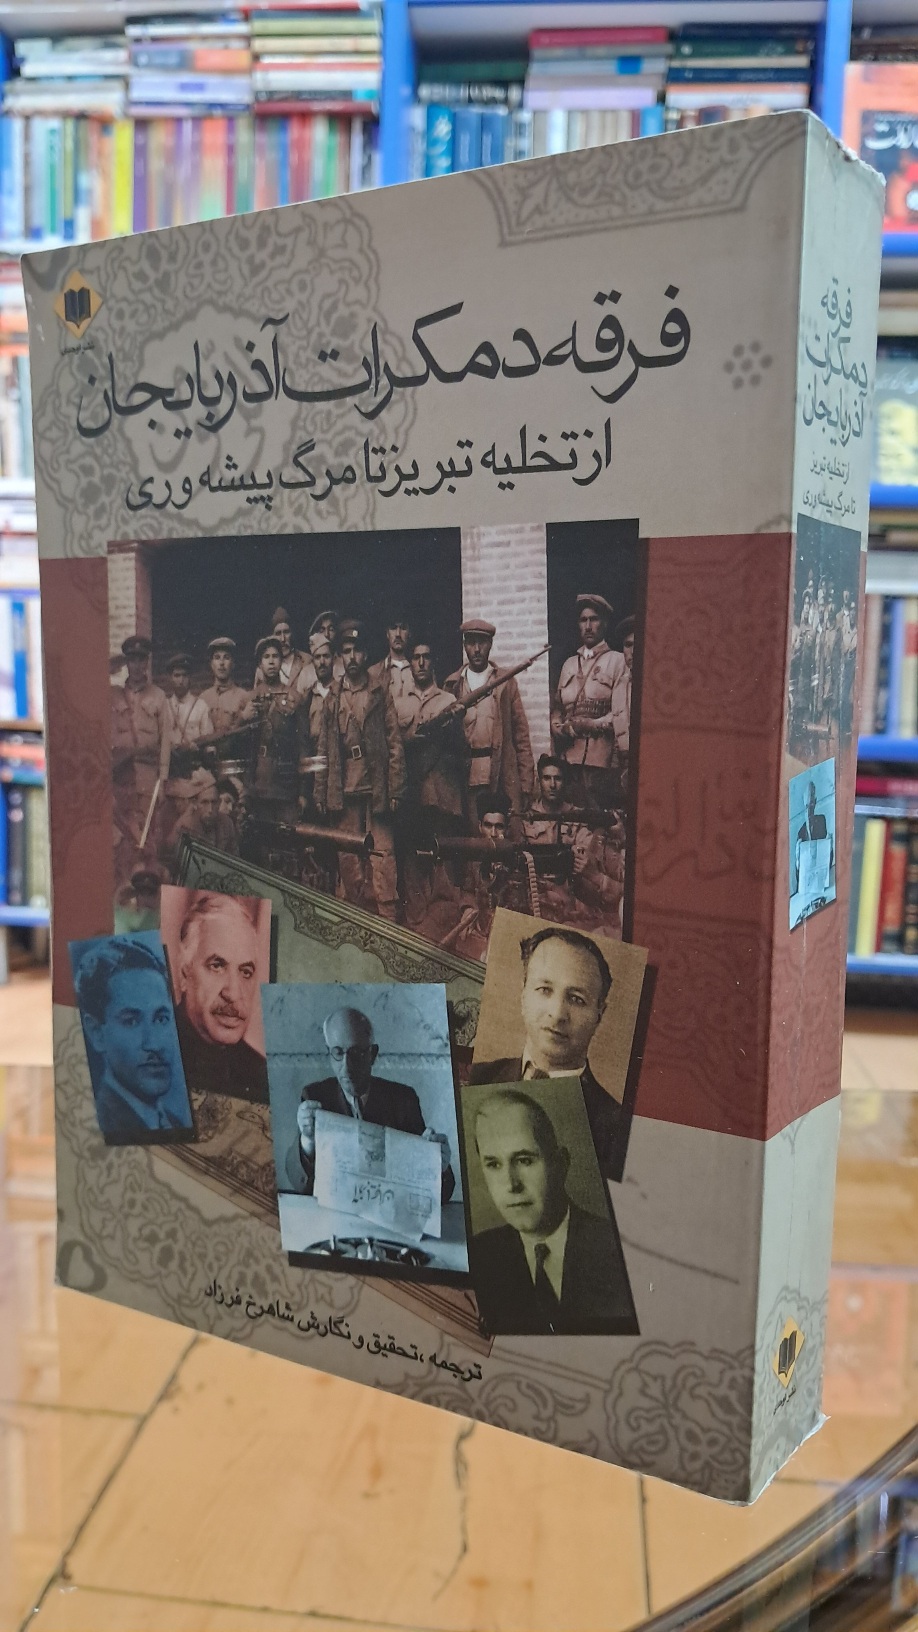 فرقه دمکرات آذربایجان
از تخلیه تبریز تا مرگ پیشه‌وری
ترجمه، تحقیق و نگارش شاهرخ فرزاد
فرقه
دمکرات
آذربایجان
از تخلیه تبریز
تا مرگ پیشه‌وری